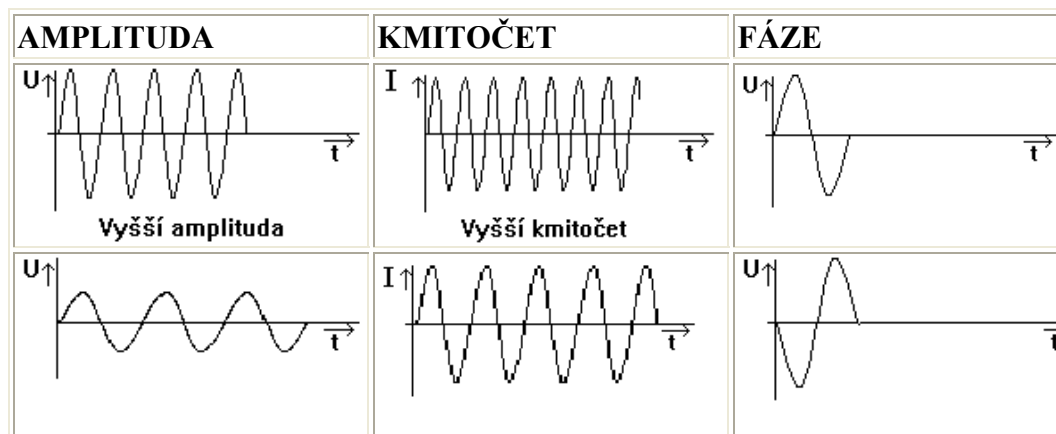 AMPLITUDA KMITOČET FÁZE
U t I t U t
Vyšší amplituda Vyšší kmitočet
U t I t U t